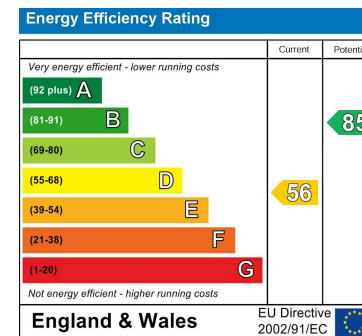 Energy Efficiency Rating
Current
Very energy efficient - lower running costs
(92 plus) A
(81-91) B
85
(69-80) C
(55-68) D
56
(39-54) E
(21-38) F
(1-20) G
Not energy efficient - higher running costs
England & Wales
EU Directive
2002/91/EC